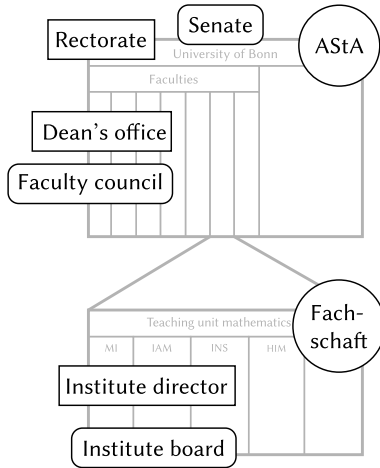 Senate
Rectorate
AStA
University of Bonn
Faculties
Dean's office
Faculty council
Teaching unit mathematics
Fach-
schaft
MI IAM INS HIM
Institute director
Institute board